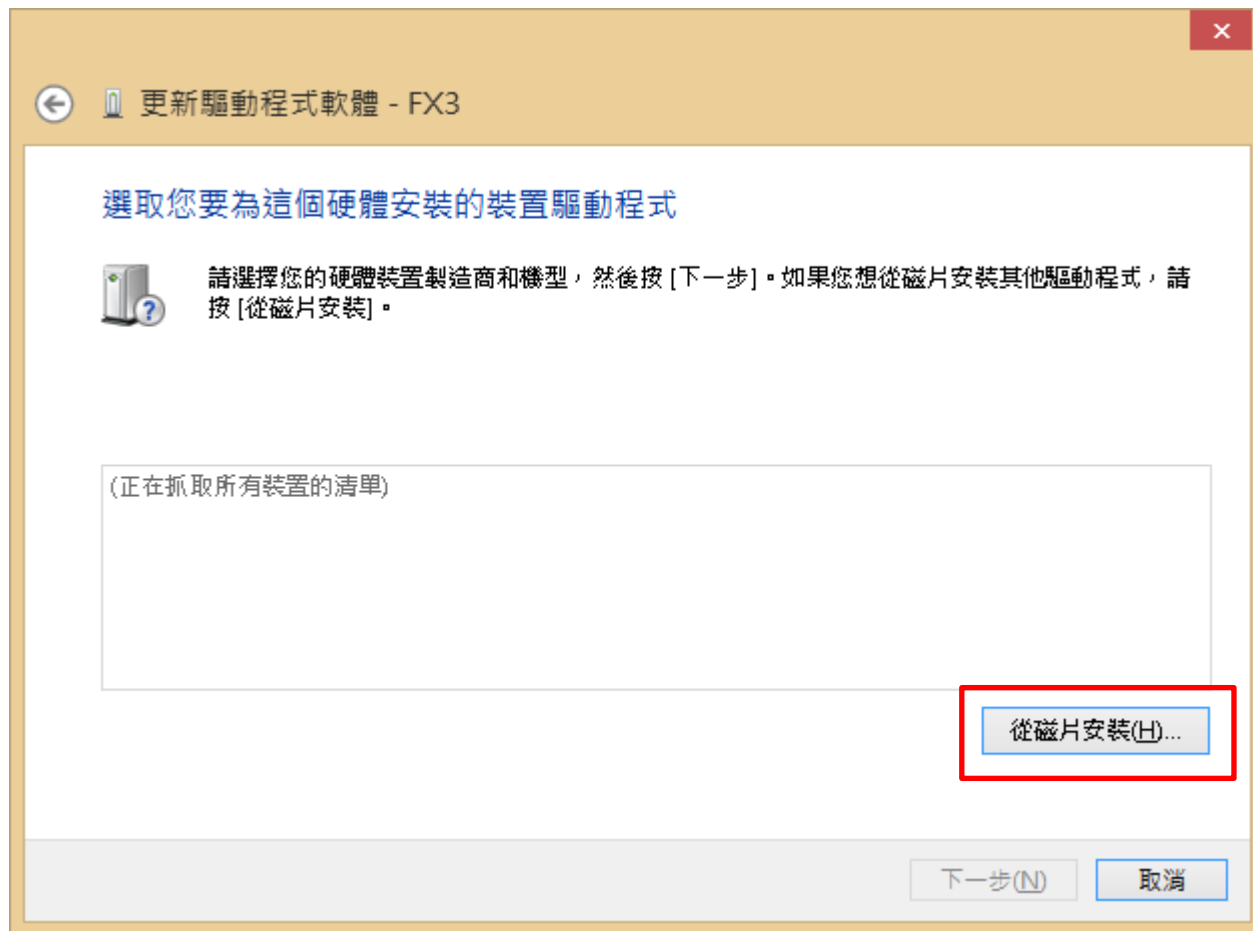 更新驅動程式軟體 - FX3
選取您要為這個硬體安裝的裝置驅動程式
請選擇您的硬體裝置製造商和機型，然後按 [下一步]。如果您想從磁片安裝其他驅動程式，請
按 [從磁片安裝]。
(正在抓取所有裝置的清單)
從磁片安裝(H)...
下一步(N)
取消